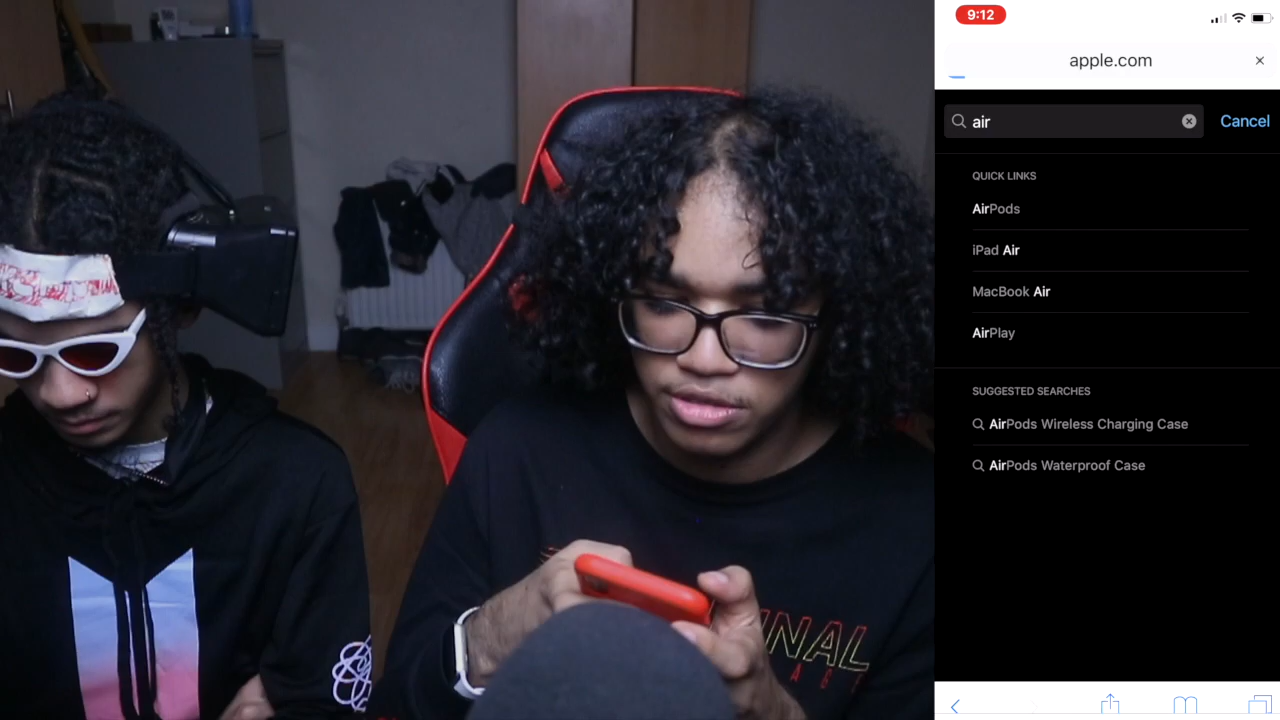 9:12
apple.com
air
Cancel
QUICK LINKS
AirPods
iPad Air
MacBook Air
AirPlay
SUGGESTED SEARCHES
AirPods Wireless Charging Case
AirPods Waterproof Case
INAL